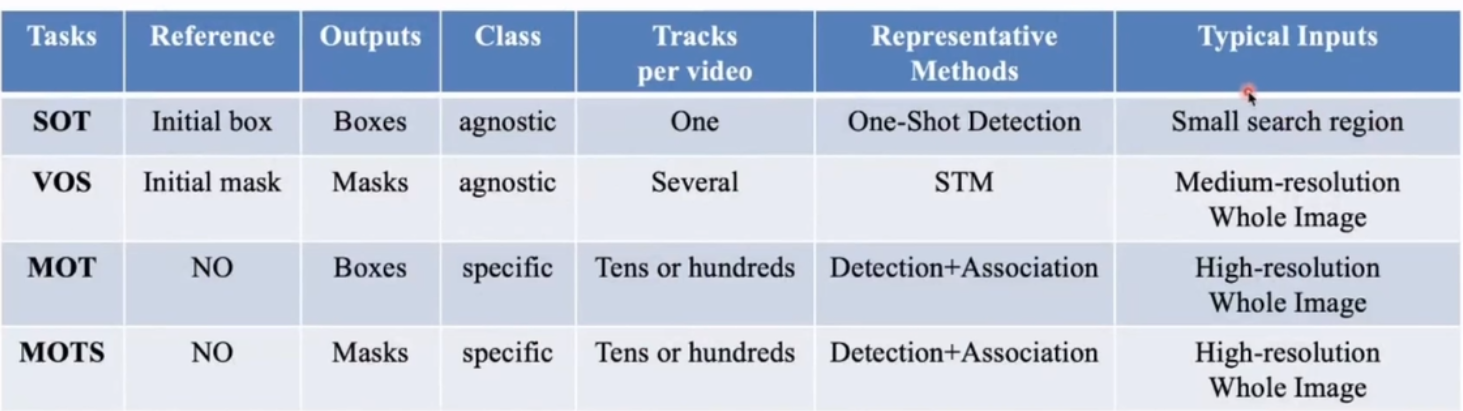 Tasks Reference Outputs Class Tracks per video Representative Methods Typical Inputs
SOT Initial box Boxes agnostic One One-Shot Detection Small search region
VOS Initial mask Masks agnostic Several STM Medium-resolution Whole Image
MOT NO Boxes specific Tens or hundreds Detection+Association High-resolution Whole Image
MOTS NO Masks specific Tens or hundreds Detection+Association High-resolution Whole Image